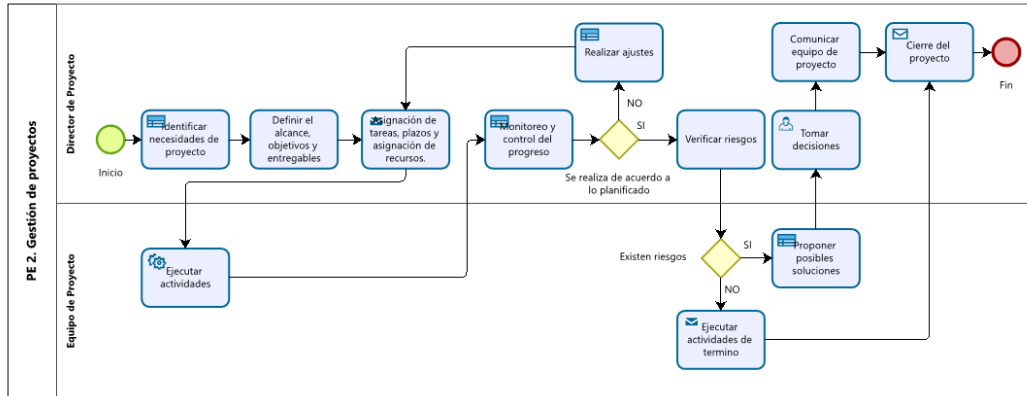 PE 2. Gestión de proyectos
Director de Proyecto
Inicio
Identificar
necesidades de
proyecto
Definir el
alcance,
objetivos y
entregables
Asignación de
tareas, plazos y
asignación de
recursos.
Realizar ajustes
Monitoreo y
control del
progreso
NO
SI
Se realiza de acuerdo a
lo planificado
Verificar riesgos
Comunicar
equipo de
proyecto
Tomar
decisiones
Cierre del
proyecto
Fin
Equipo de Proyecto
Ejecutar
actividades
Existen riesgos
SI
NO
Proponer
posibles
soluciones
Ejecutar
actividades de
termino